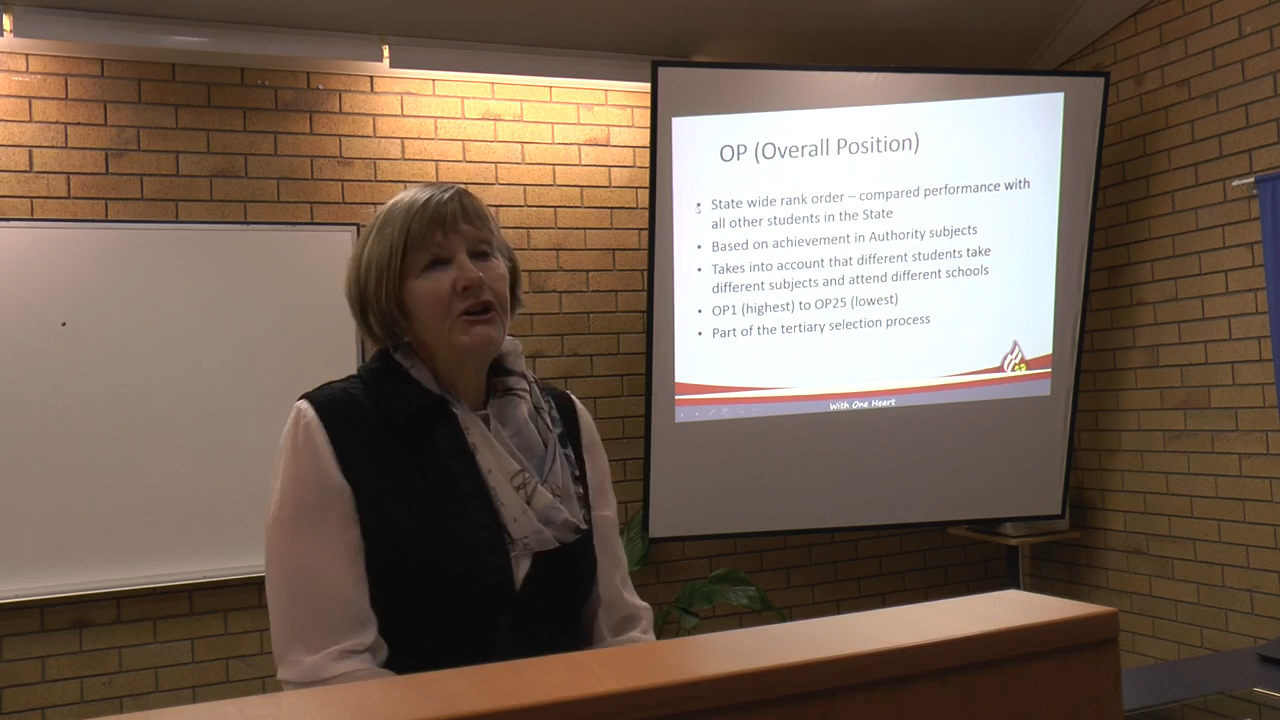 OP (Overall Position)
• State wide rank order – compared performance with
all other students in the State
• Based on achievement in Authority subjects
• Takes into account that different students take
different subjects and attend different schools
• OP1 (highest) to OP25 (lowest)
• Part of the tertiary selection process
With One Heart